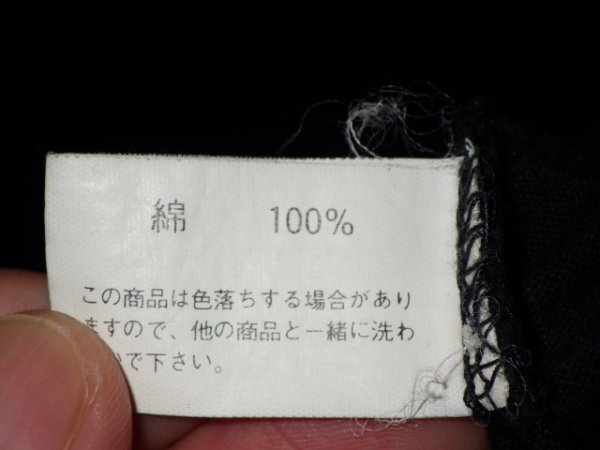 綿 100%
この商品は色落ちする場合があり
ますので、他の商品と一緒に洗わ
で下さい。